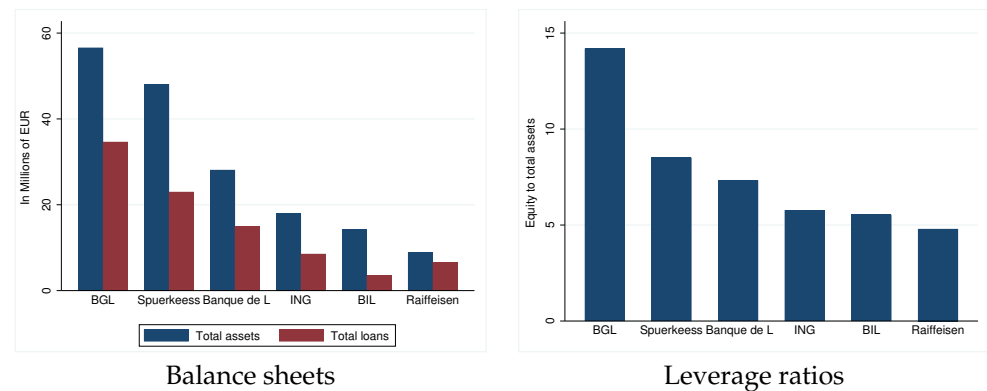 In Millions of EUR
60
40
20
0
BGL Spuerkeess Banque de L ING BIL Raiffeisen
Total assets Total loans
Balance sheets
Equity to total assets
15
10
5
0
BGL Spuerkeess Banque de L ING BIL Raiffeisen
Leverage ratios